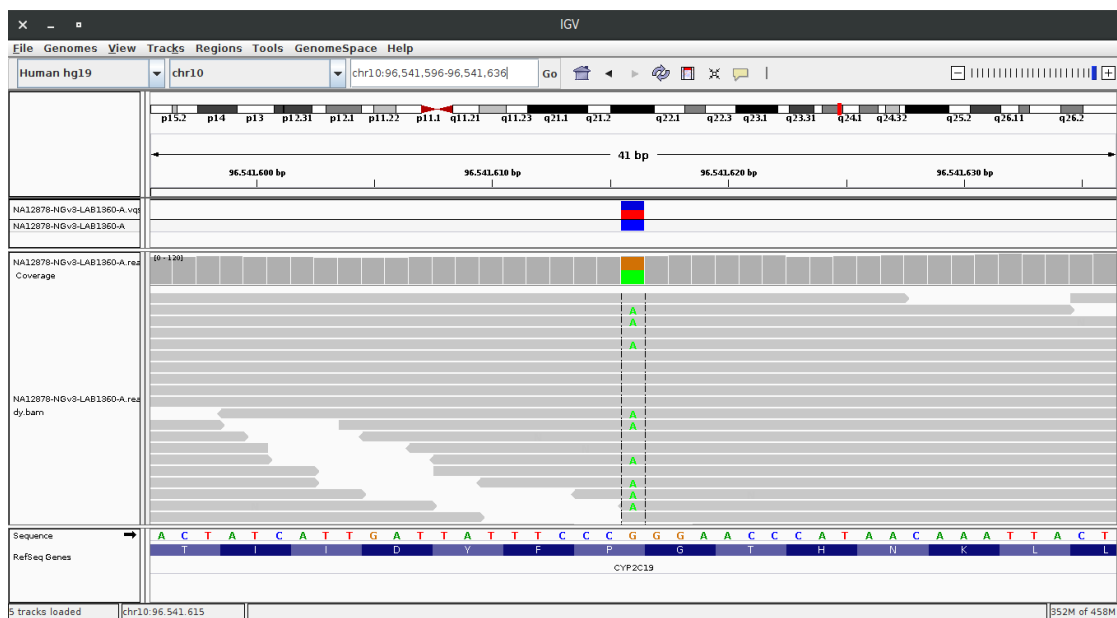 IGV
File Genomes View Tracks Regions Tools GenomeSpace Help
Human hg19 chr10 chr10:96,541,596-96,541,636 Go
p15.2 p14 p13 p12.31 p12.1 p11.22 p11.1 q11.21 q11.23 q21.1 q21.2 q22.1 q22.3 q23.1 q23.31 q24.1 q24.32 q25.2 q26.11 q26.2
41 bp
96.541.600 bp 96.541.610 bp 96.541.620 bp 96.541.630 bp
NA12878-NGv3-LAB1360-A.vqs
NA12878-NGv3-LAB1360-A
NA12878-NGv3-LAB1360-A.rea [0 - 120]
Coverage
A
A
A
NA12878-NGv3-LAB1360-A.rea
dy.bam
A
A
A
A
A
A
Sequence A C T A T C A T T G A T T A T T T C C C G G G A A C C C A T A A C A A A T T A C T
RefSeq Genes T I I D Y F P G T H N K L L
CYP2C19
5 tracks loaded chr10:96.541.615 352M of 458M